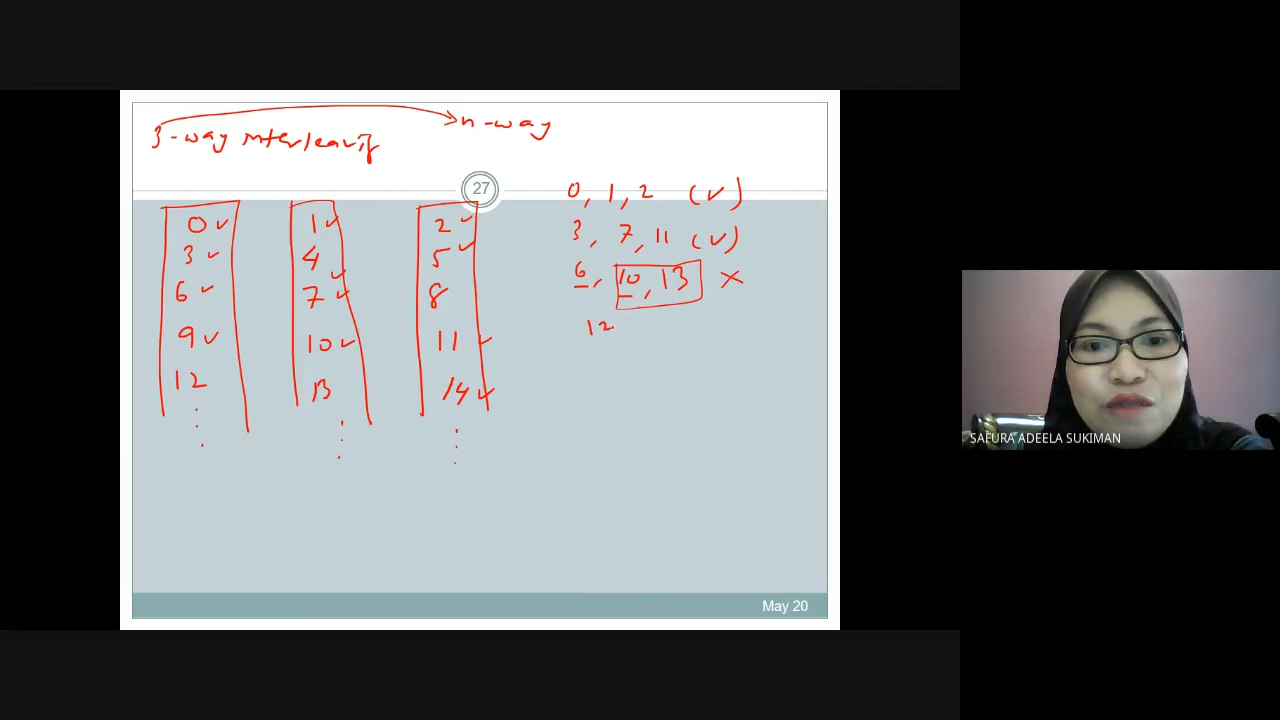 3-way interleavig
n-way
27
0 ✓ 1 ✓ 2 ✓
3 ✓ 4 ✓ 5 ✓
6 ✓ 7 ✓ 8
9 ✓ 10 ✓ 11 ✓
12 13 14 ✓
0, 1, 2 (✓)
3, 7, 11 (✓)
6, 10, 13 ×
12
May 20
SAFURA ADEELA SUKIMAN